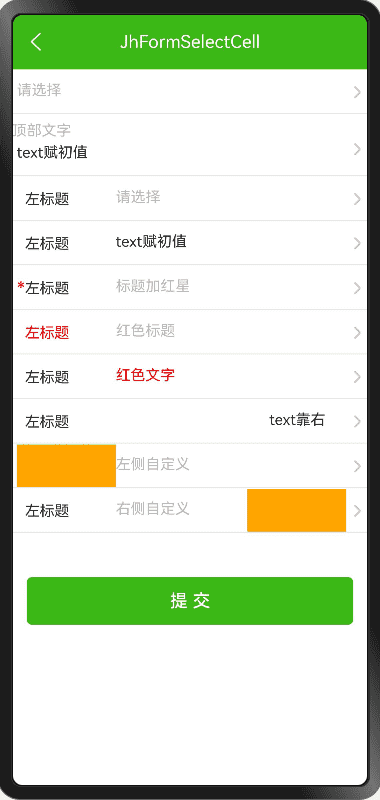 JhFormSelectCell
请选择
顶部文字
text赋初值
左标题 请选择
左标题 text赋初值
*左标题 标题加红星
左标题 红色标题
左标题 红色文字
左标题 text靠右
左侧自定义
左标题 右侧自定义
提 交